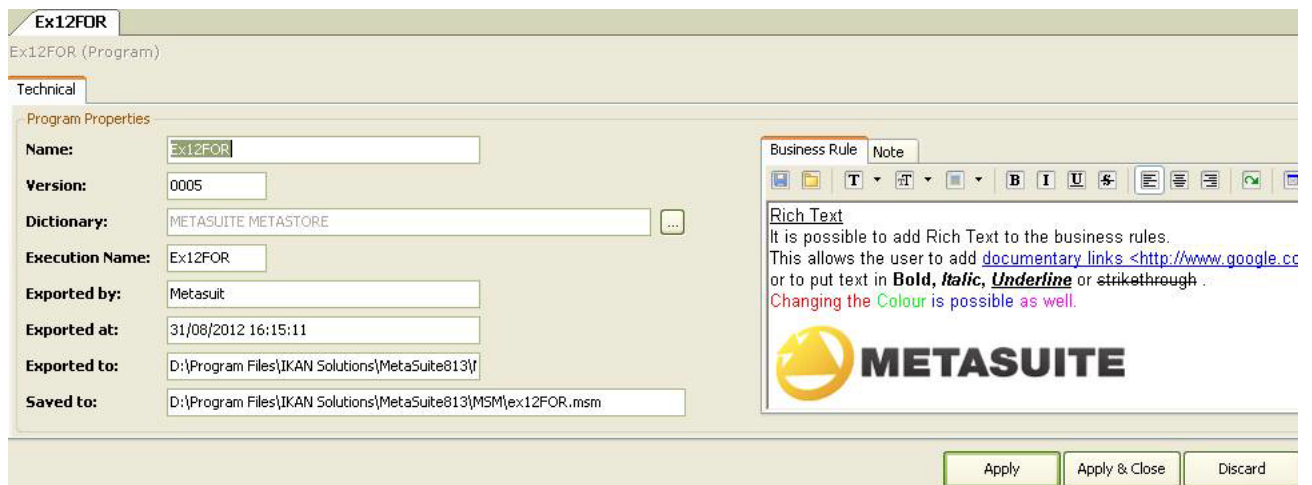 Ex12FOR
Ex12FOR (Program)
Technical
Program Properties
Name: Ex12FOR
Version: 0005
Dictionary: METASUITE METASTORE ...
Execution Name: Ex12FOR
Exported by: Metasuit
Exported at: 31/08/2012 16:15:11
Exported to: D:\Program Files\IKAN Solutions\MetaSuite813\
Saved to: D:\Program Files\IKAN Solutions\MetaSuite813\MSM\ex12FOR.msm
Business Rule Note
T T B I U S
Rich Text
It is possible to add Rich Text to the business rules.
This allows the user to add documentary links <http://www.google.co
or to put text in Bold, Italic, Underline or strikethrough .
Changing the Colour is possible as well.
METASUITE
Apply Apply & Close Discard